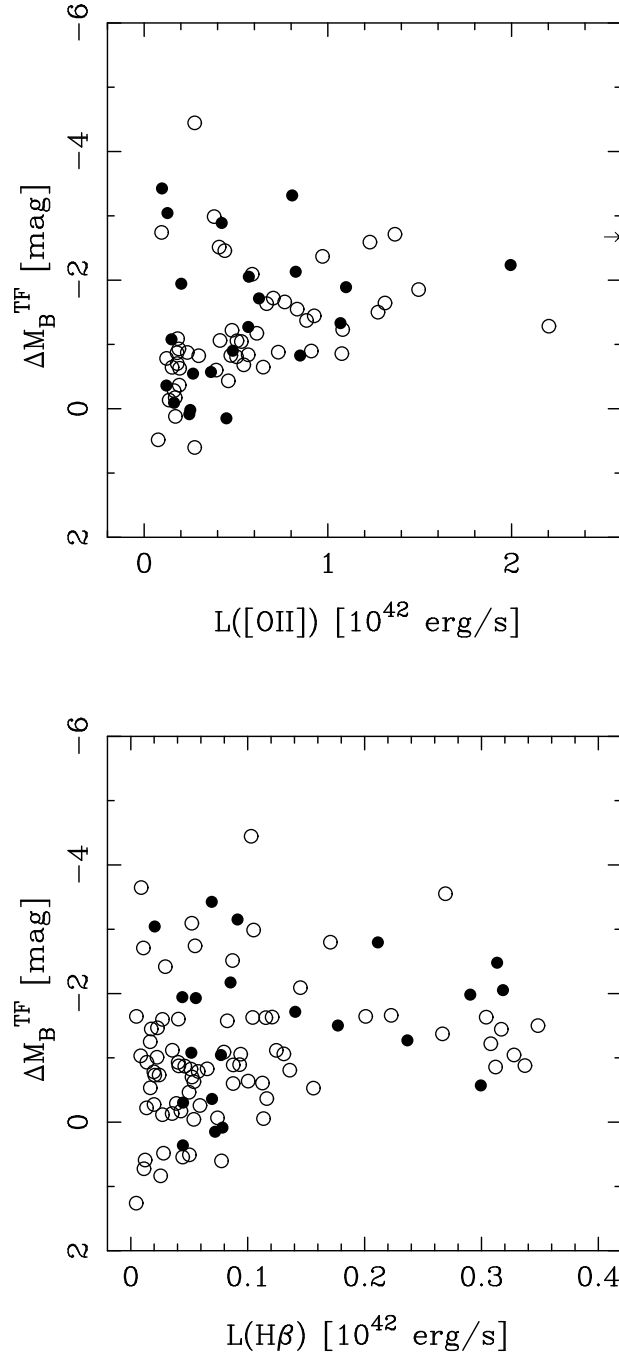 −6
−4
−2
0
2
ΔM_B^TF [mag]
0 1 2
L([OII]) [10^42 erg/s]
−6
−4
−2
0
2
ΔM_B^TF [mag]
0 0.1 0.2 0.3 0.4
L(Hβ) [10^42 erg/s]